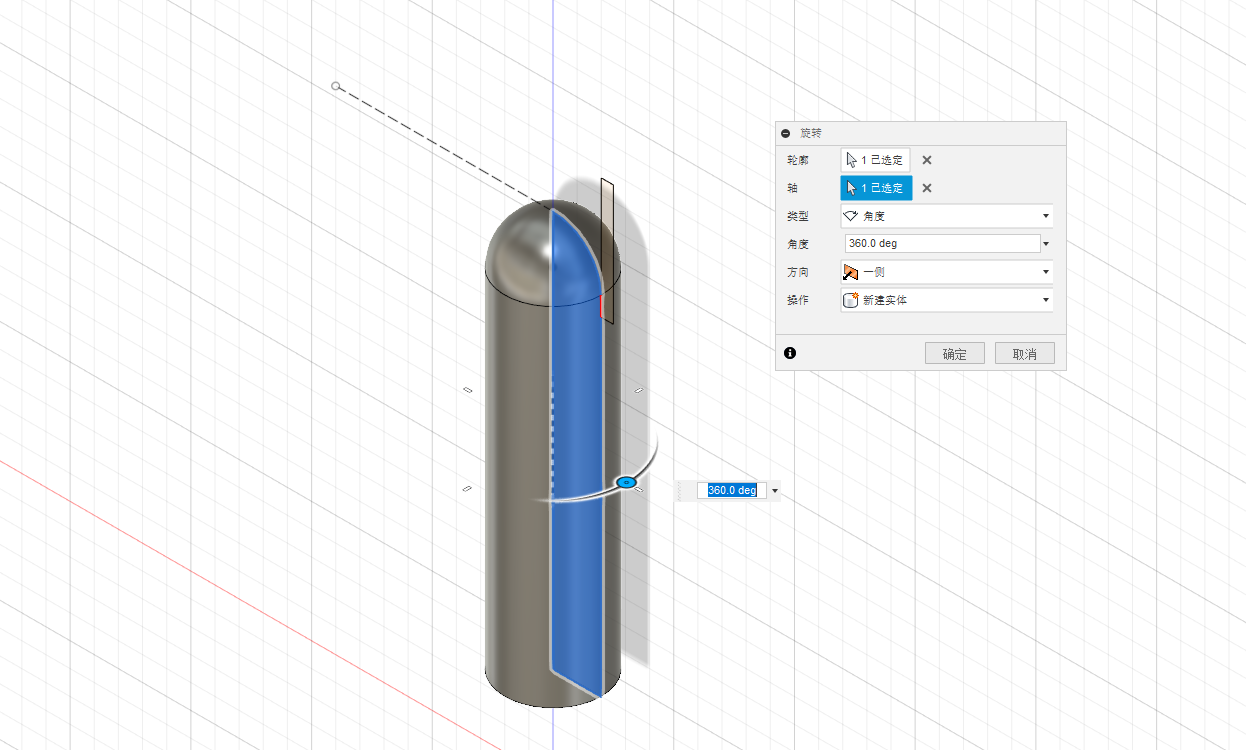 旋转
轮廓 1 已选定
轴 1 已选定
类型 角度
角度 360.0 deg
方向 一侧
操作 新建实体
确定 取消
360.0 deg